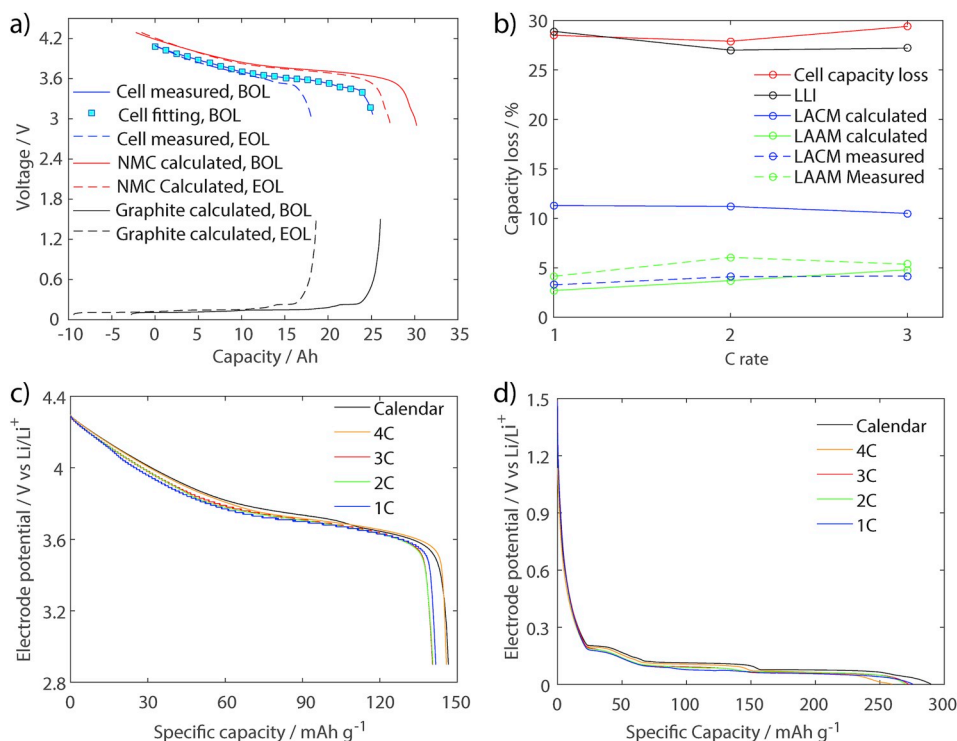 a)
4.2
3.6
3.0
2.4
1.8
1.2
0.6
0
Voltage / V
Cell measured, BOL
Cell fitting, BOL
Cell measured, EOL
NMC calculated, BOL
NMC Calculated, EOL
Graphite calculated, BOL
Graphite calculated, EOL
-10 -5 0 5 10 15 20 25 30 35
Capacity / Ah
b)
30
25
20
15
10
5
0
Capacity loss / %
Cell capacity loss
LLI
LACM calculated
LAAM calculated
LACM measured
LAAM Measured
1 2 3
C rate
c)
4.4
4
3.6
3.2
2.8
Electrode potential / V vs Li/Li⁺
Calendar
4C
3C
2C
1C
0 30 60 90 120 150
Specific capacity / mAh g⁻¹
d)
1.5
1.2
0.9
0.6
0.3
0
Electrode potential / V vs Li/Li⁺
Calendar
4C
3C
2C
1C
0 50 100 150 200 250 300
Specific Capacity / mAh g⁻¹